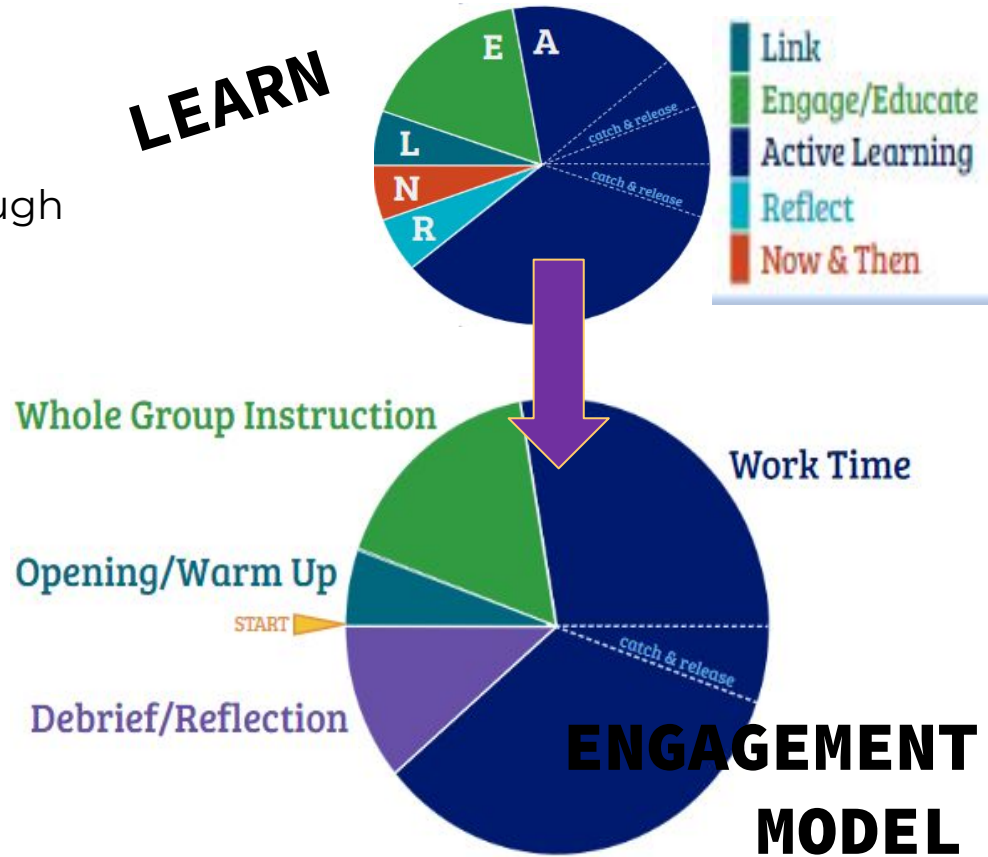 LEARN
ugh
E
A
L
N
R
catch & release
catch & release
Link
Engage/Educate
Active Learning
Reflect
Now & Then
Whole Group Instruction
Work Time
Opening/Warm Up
START
catch & release
Debrief/Reflection
ENGAGEMENT
MODEL